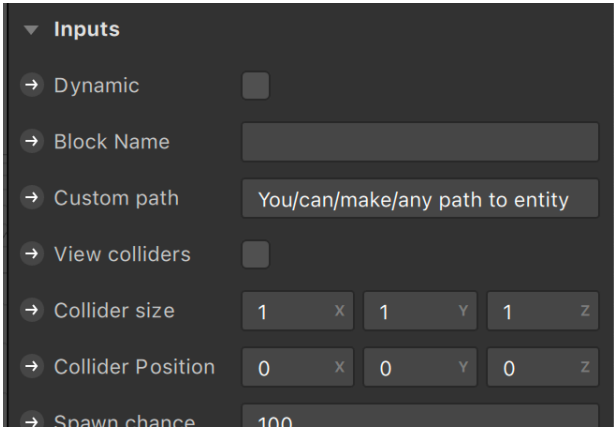 Inputs
Dynamic
Block Name
Custom path You/can/make/any path to entity
View colliders
Collider size 1 X 1 Y 1 Z
Collider Position 0 X 0 Y 0 Z
Spawn chance 100